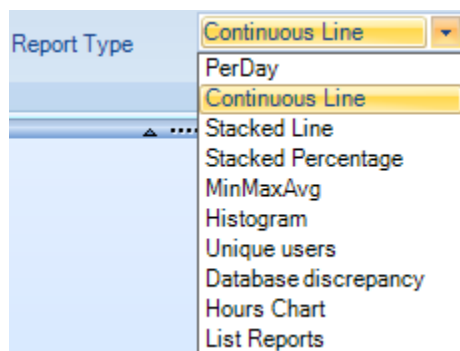 Report Type
Continuous Line
PerDay
Continuous Line
Stacked Line
Stacked Percentage
MinMaxAvg
Histogram
Unique users
Database discrepancy
Hours Chart
List Reports